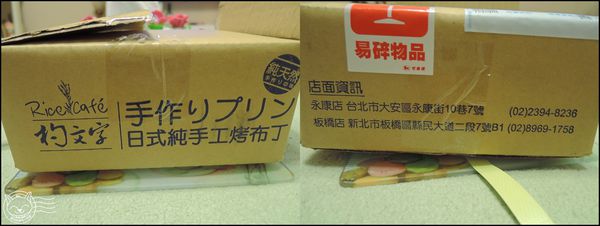 Rice Café
杓文字
手作りプリン
日式純手工烤布丁
純天然
易碎物品
店面資訊
永康店 台北市大安區永康街10巷7號 (02)2394-8236
板橋店 新北市板橋區縣民大道二段7號B1 (02)8969-1758